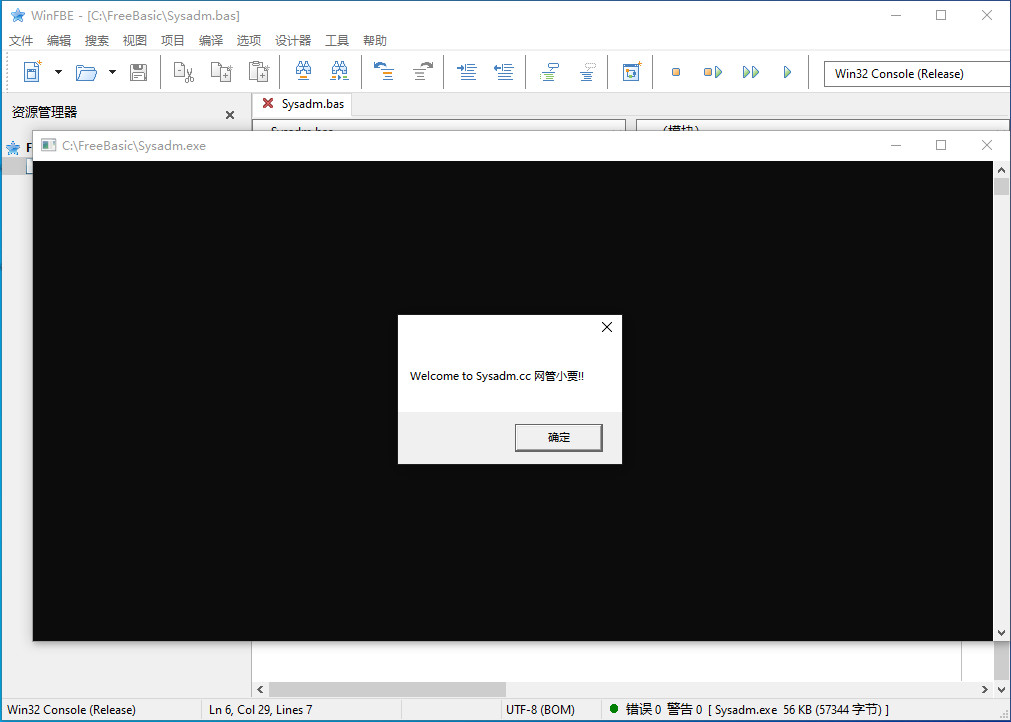 WinFBE - [C:\FreeBasic\Sysadm.bas]
文件 编辑 搜索 视图 项目 编译 选项 设计器 工具 帮助
Win32 Console (Release)
资源管理器
Sysadm.bas
C:\FreeBasic\Sysadm.exe
Welcome to Sysadm.cc 网管小贾!!
确定
Win32 Console (Release) Ln 6, Col 29, Lines 7 UTF-8 (BOM) 错误 0 警告 0 [ Sysadm.exe 56 KB (57344 字节) ]